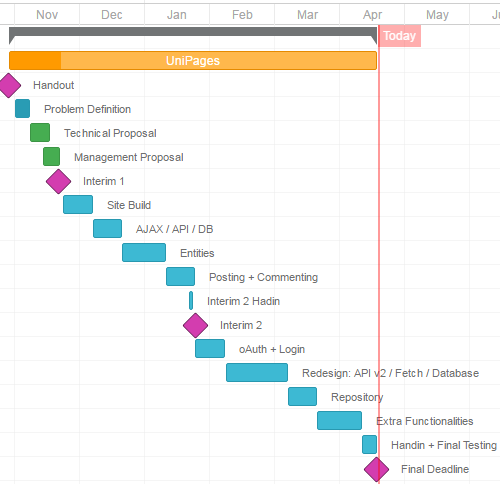 Nov Dec Jan Feb Mar Apr May
Today
UniPages
Handout
Problem Definition
Technical Proposal
Management Proposal
Interim 1
Site Build
AJAX / API / DB
Entities
Posting + Commenting
Interim 2 Hadin
Interim 2
oAuth + Login
Redesign: API v2 / Fetch / Database
Repository
Extra Functionalities
Handin + Final Testing
Final Deadline